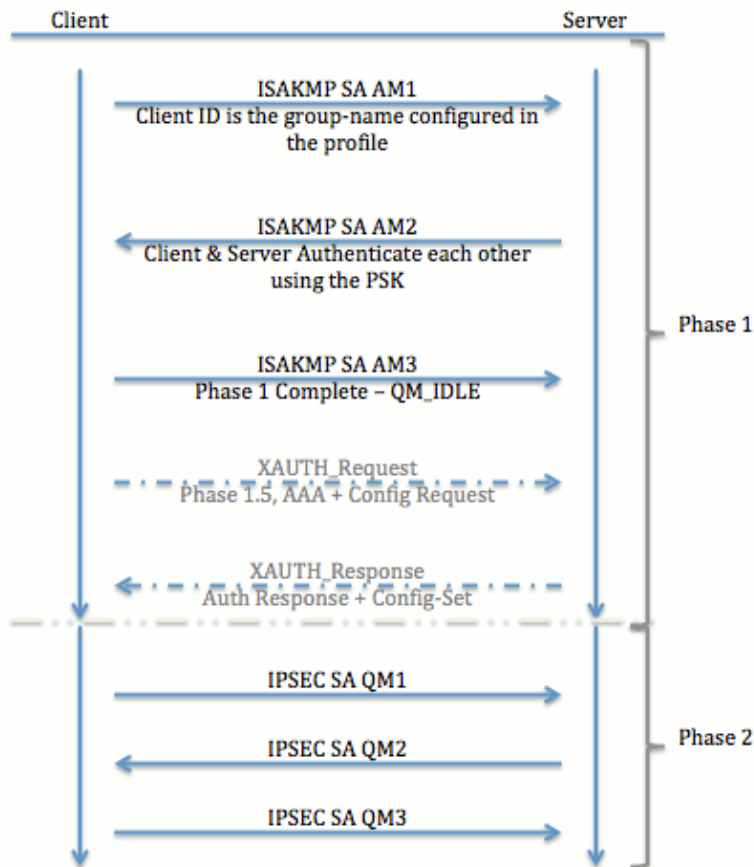 Client
Server
ISAKMP SA AM1
Client ID is the group-name configured in
the profile
ISAKMP SA AM2
Client & Server Authenticate each other
using the PSK
Phase 1
ISAKMP SA AM3
Phase 1 Complete – QM_IDLE
XAUTH_Request
Phase 1.5, AAA + Config Request
XAUTH_Response
Auth Response + Config-Set
IPSEC SA QM1
IPSEC SA QM2
Phase 2
IPSEC SA QM3